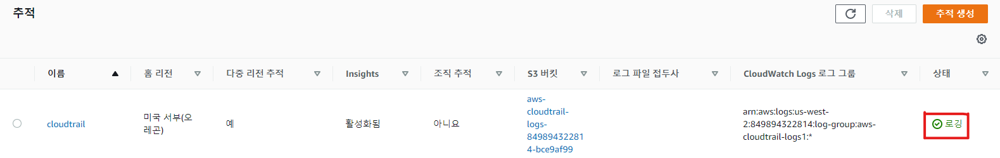 추적
삭제
추적 생성
이름
홈 리전
다중 리전 추적
Insights
조직 추적
S3 버킷
로그 파일 접두사
CloudWatch Logs 로그 그룹
상태
cloudtrail
미국 서부(오
레곤)
예
활성화됨
아니요
aws-
cloudtrail-
logs-
84989432281
4-bce9af99
arn:aws:logs:us-west-
2:849894322814:log-group:aws-
cloudtrail-logs1:*
로깅